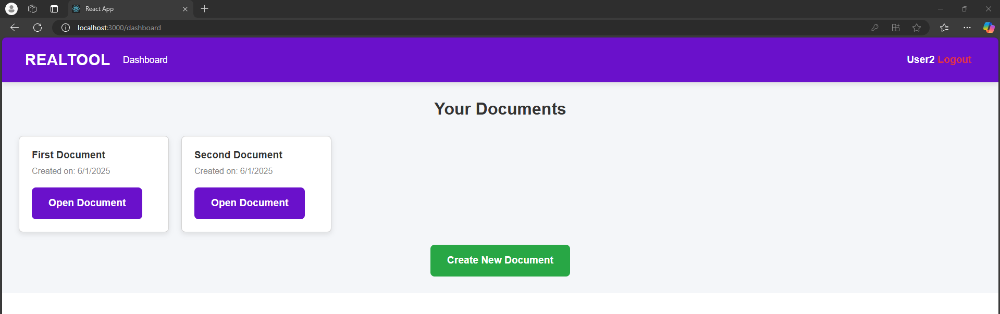 React App
localhost:3000/dashboard
REALTOOL Dashboard User2 Logout
Your Documents
First Document
Created on: 6/1/2025
Open Document
Second Document
Created on: 6/1/2025
Open Document
Create New Document